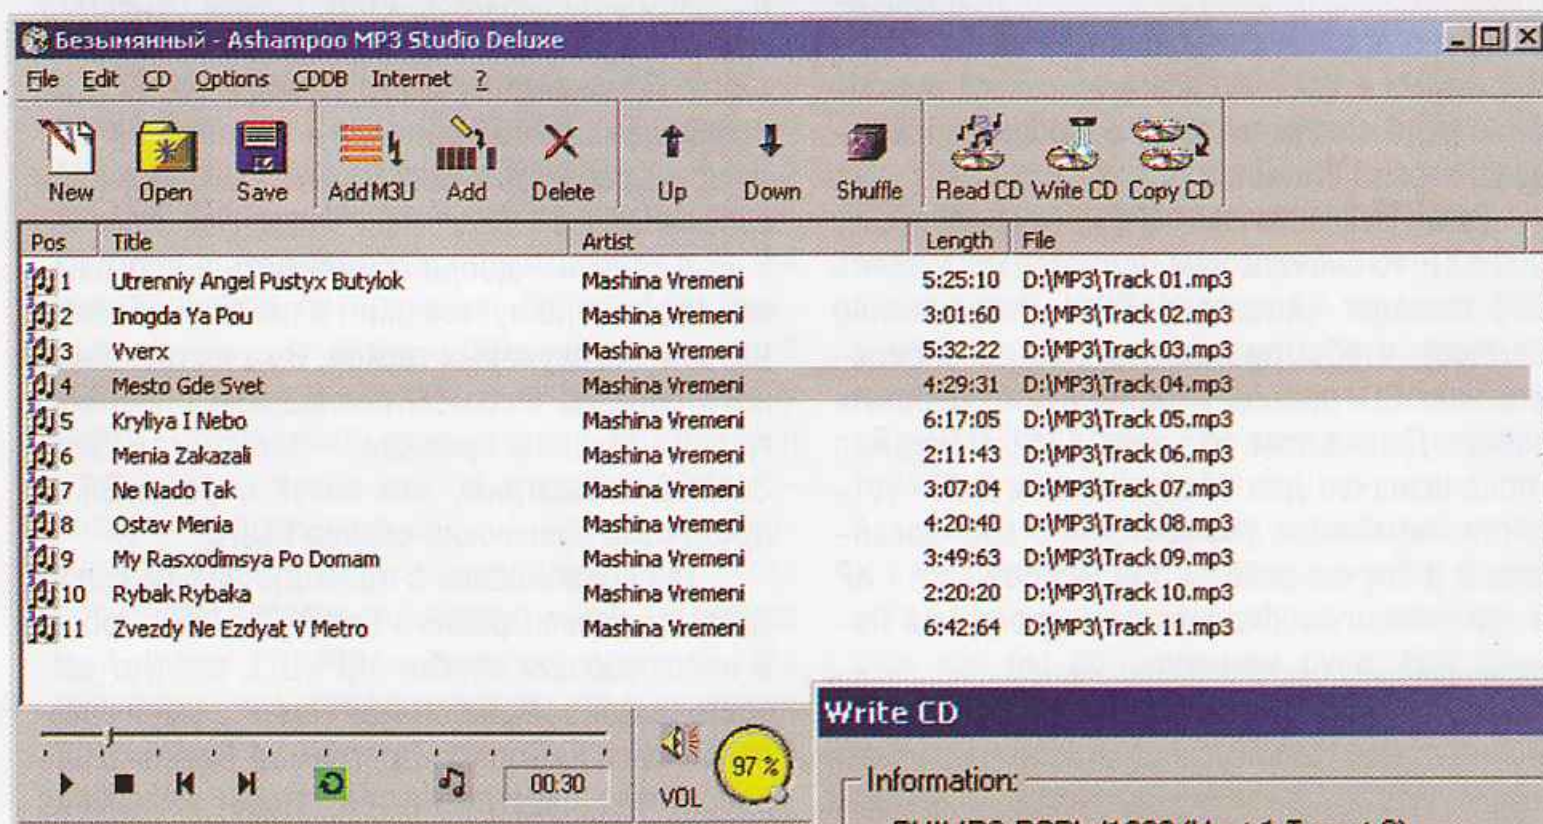 Безымянный - Ashampoo MP3 Studio Deluxe
File Edit CD Options CDDB Internet ?
New Open Save Add M3U Add Delete Up Down Shuffle Read CD Write CD Copy CD
Pos Title Artist Length File
1 Utrenniy Angel Pustyx Butylok Mashina Vremeni 5:25:10 D:\MP3\Track 01.mp3
2 Inogda Ya Pou Mashina Vremeni 3:01:60 D:\MP3\Track 02.mp3
3 Vverx Mashina Vremeni 5:32:22 D:\MP3\Track 03.mp3
4 Mesto Gde Svet Mashina Vremeni 4:29:31 D:\MP3\Track 04.mp3
5 Kryliya I Nebo Mashina Vremeni 6:17:05 D:\MP3\Track 05.mp3
6 Menia Zakazali Mashina Vremeni 2:11:43 D:\MP3\Track 06.mp3
7 Ne Nado Tak Mashina Vremeni 3:07:04 D:\MP3\Track 07.mp3
8 Ostav Menia Mashina Vremeni 4:20:40 D:\MP3\Track 08.mp3
9 My Rasxodimsya Po Domam Mashina Vremeni 3:49:63 D:\MP3\Track 09.mp3
10 Rybak Rybaka Mashina Vremeni 2:20:20 D:\MP3\Track 10.mp3
11 Zvezdy Ne Ezdyat V Metro Mashina Vremeni 6:42:64 D:\MP3\Track 11.mp3
Write CD
00:30 VOL 97 %
Information: